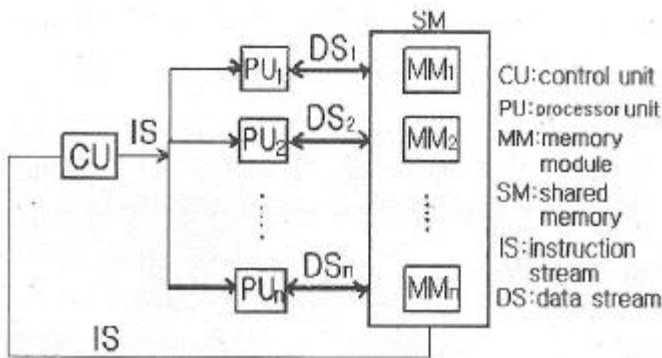 SM
CU
IS
PU₁
DS₁
MM₁
PU₂
DS₂
MM₂
PUₙ
DSₙ
MMₙ
IS
CU:control unit
PU:processor unit
MM:memory
module
SM:shared
memory
IS:instruction
stream
DS:data stream